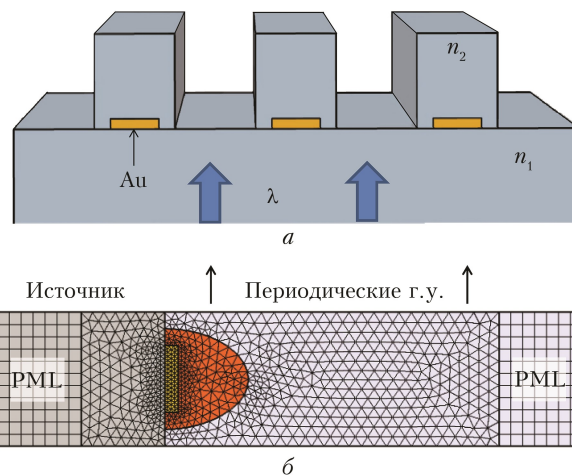 n2
n1
Au
λ
а
Источник Периодические г.у.
PML PML
б